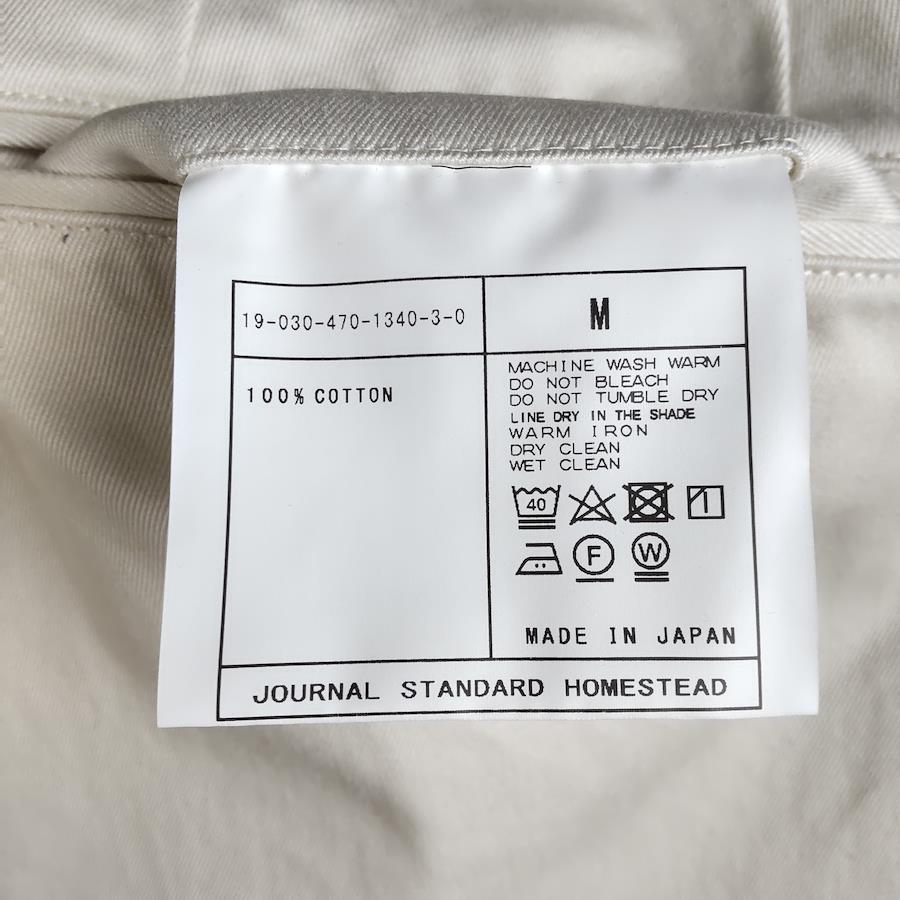 19-030-470-1340-3-0
M
100% COTTON
MACHINE WASH WARM
DO NOT BLEACH
DO NOT TUMBLE DRY
LINE DRY IN THE SHADE
WARM IRON
DRY CLEAN
WET CLEAN
40
F
W
MADE IN JAPAN
JOURNAL STANDARD HOMESTEAD